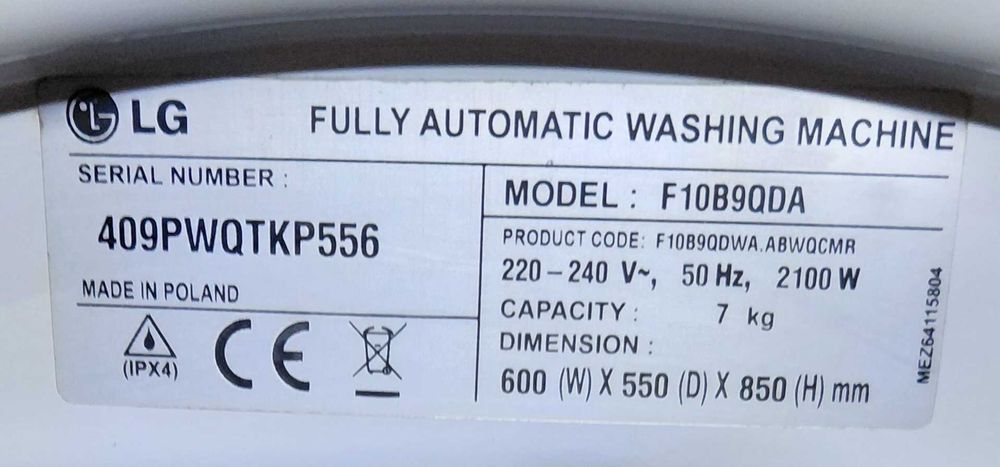 LG
FULLY AUTOMATIC WASHING MACHINE
SERIAL NUMBER :
409PWQTKP556
MADE IN POLAND
(IPX4)
CE
MODEL : F10B9QDA
PRODUCT CODE: F10B9QDWA.ABWQCMR
220-240 V~, 50 Hz, 2100 W
CAPACITY : 7 kg
DIMENSION :
600 (W) X 550 (D) X 850 (H) mm
MEZ64115804